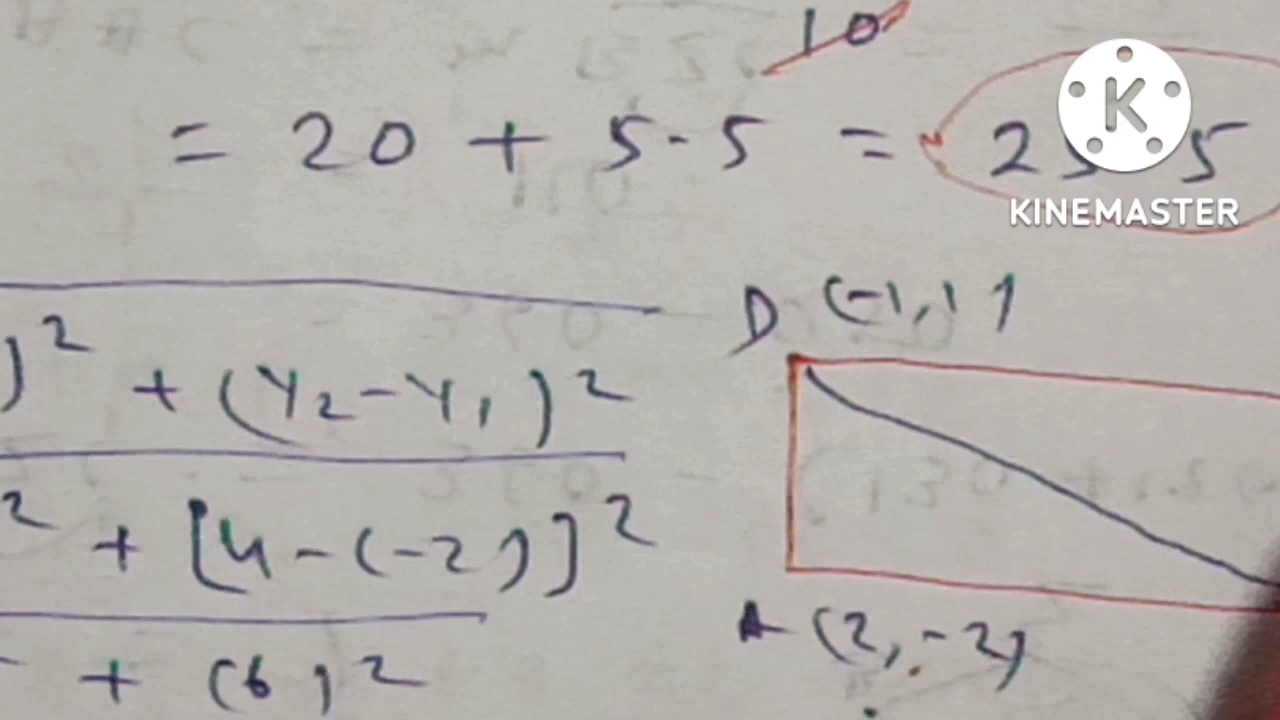 10
= 20 + 5.5 = 25.5
KINEMASTER
D (-1,1)
)² + (Y₂-Y₁)²
² + [4-(-2)]²
A (2,-2)
+ (6)²